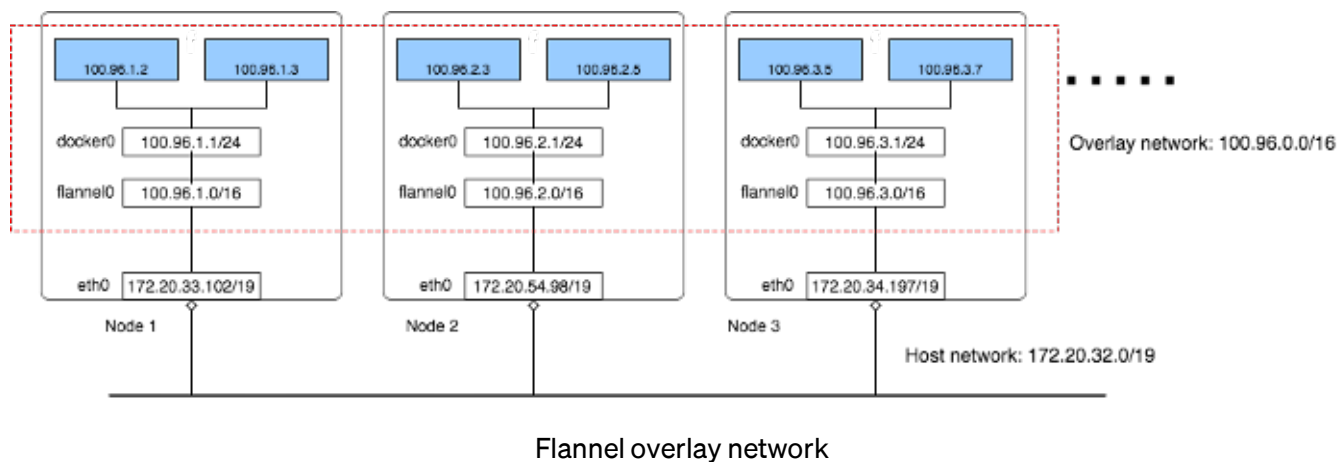 100.96.1.2
100.96.1.3
100.96.2.3
100.96.2.5
100.96.3.5
100.96.3.7
docker0 100.96.1.1/24
docker0 100.96.2.1/24
docker0 100.96.3.1/24
Overlay network: 100.96.0.0/16
flannel0 100.96.1.0/16
flannel0 100.96.2.0/16
flannel0 100.96.3.0/16
eth0 172.20.33.102/19
eth0 172.20.54.98/19
eth0 172.20.34.197/19
Node 1
Node 2
Node 3
Host network: 172.20.32.0/19
Flannel overlay network